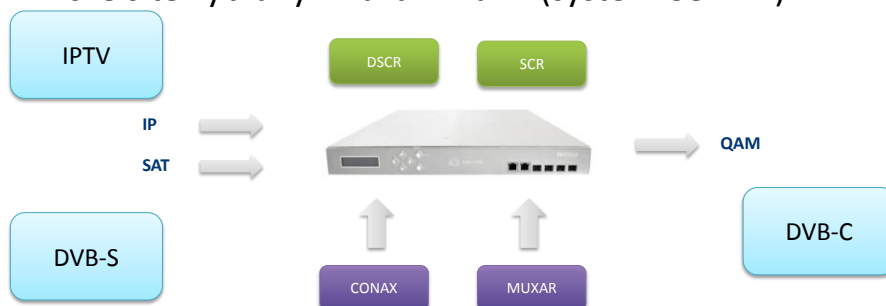 IPTV
DSCR
SCR
IP
SAT
QAM
DVB-S
DVB-C
CONAX
MUXAR